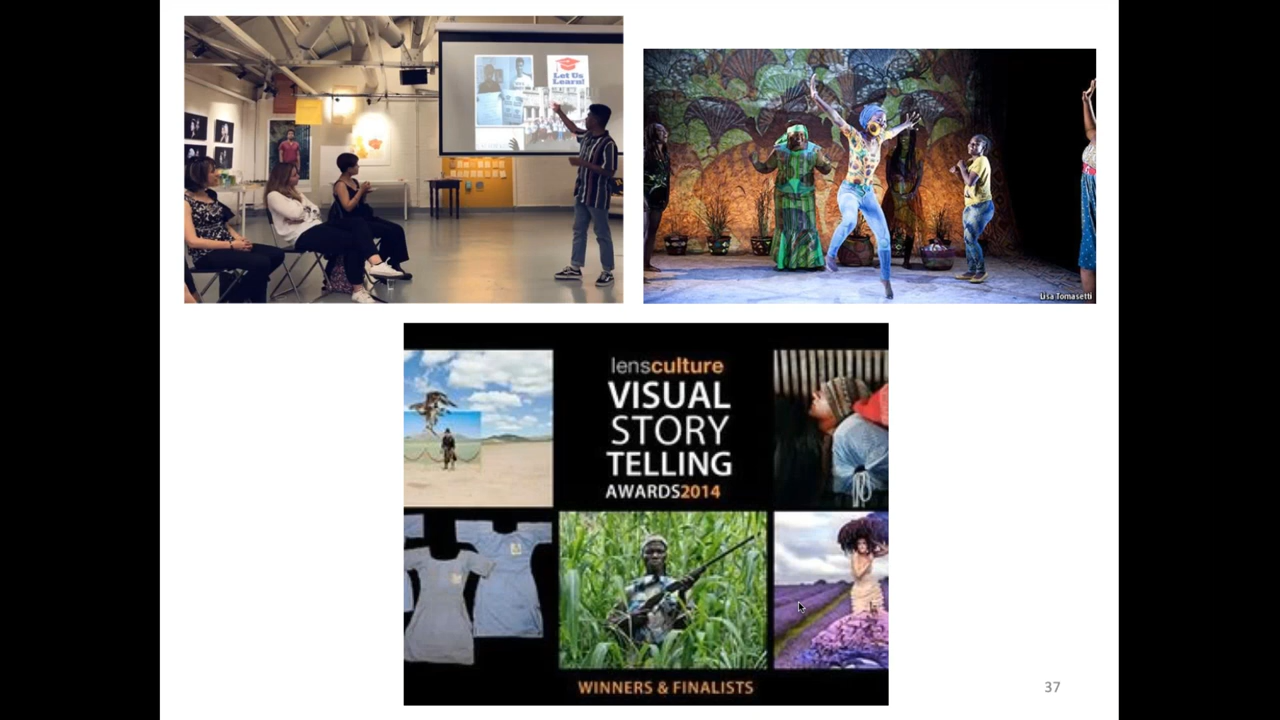 Let Us
Learn!
Lisa Tomasetti
lensculture
VISUAL
STORY
TELLING
AWARDS2014
WINNERS & FINALISTS
37